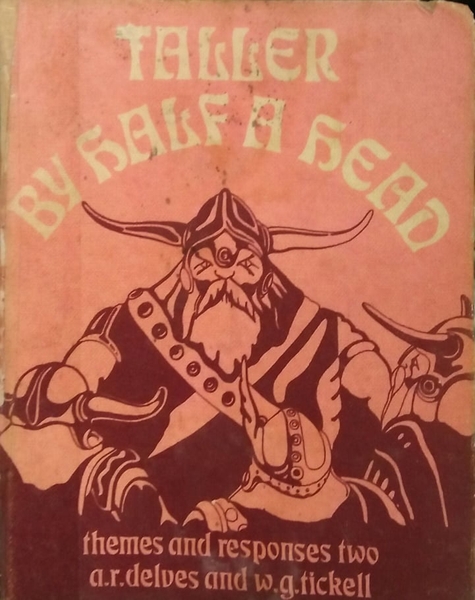 TALLER
BY HALF A HEAD
themes and responses two
a.r.delves and w.g.tickell